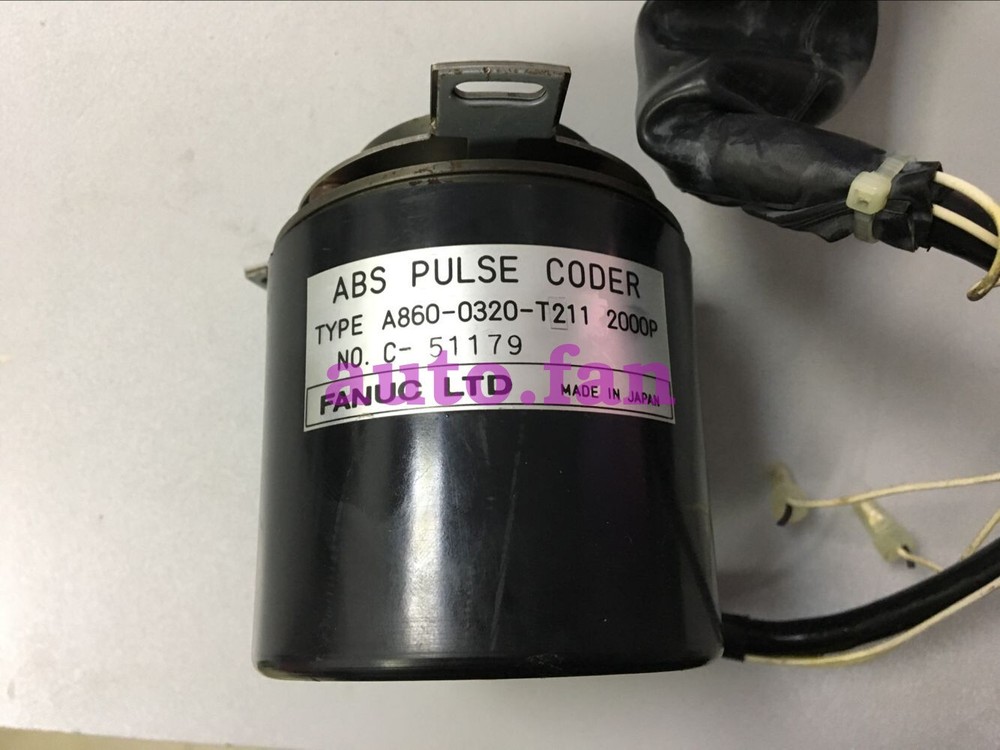 ABS PULSE CODER
TYPE A860-0320-T211 2000P
NO. C- 51179
auto.fan
FANUC LTD MADE IN JAPAN